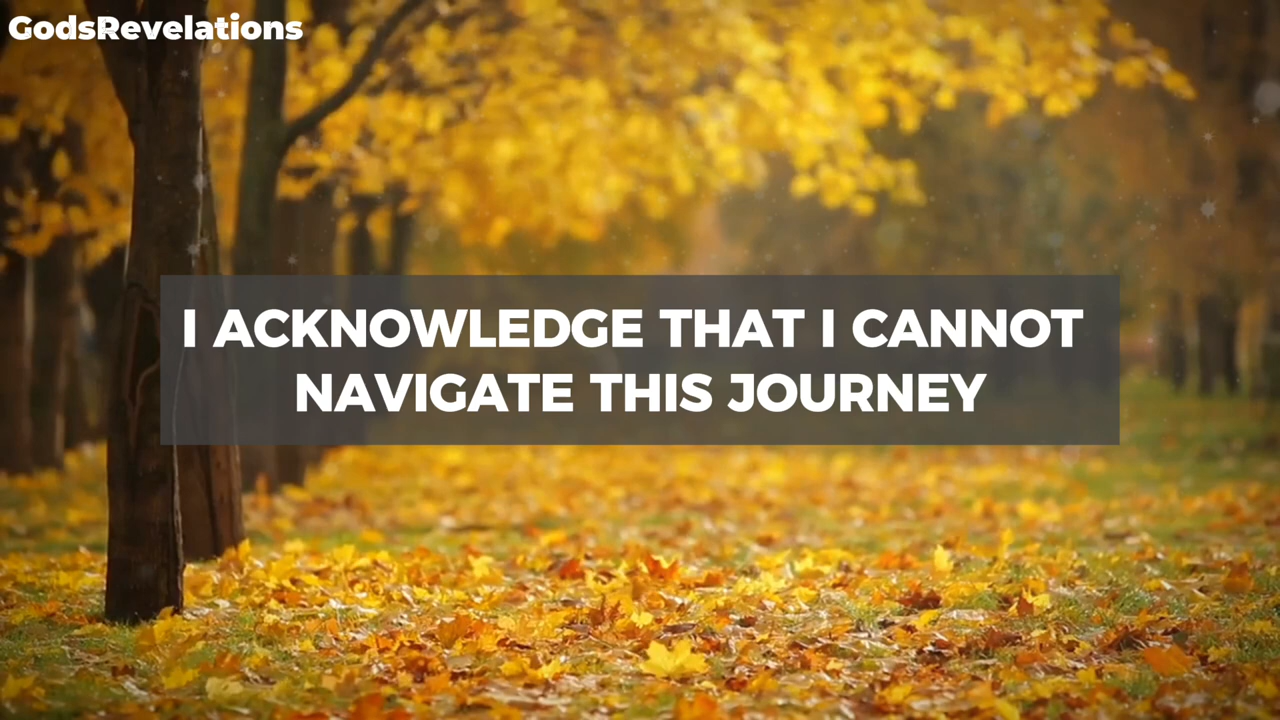 GodsRevelations
I ACKNOWLEDGE THAT I CANNOT
NAVIGATE THIS JOURNEY